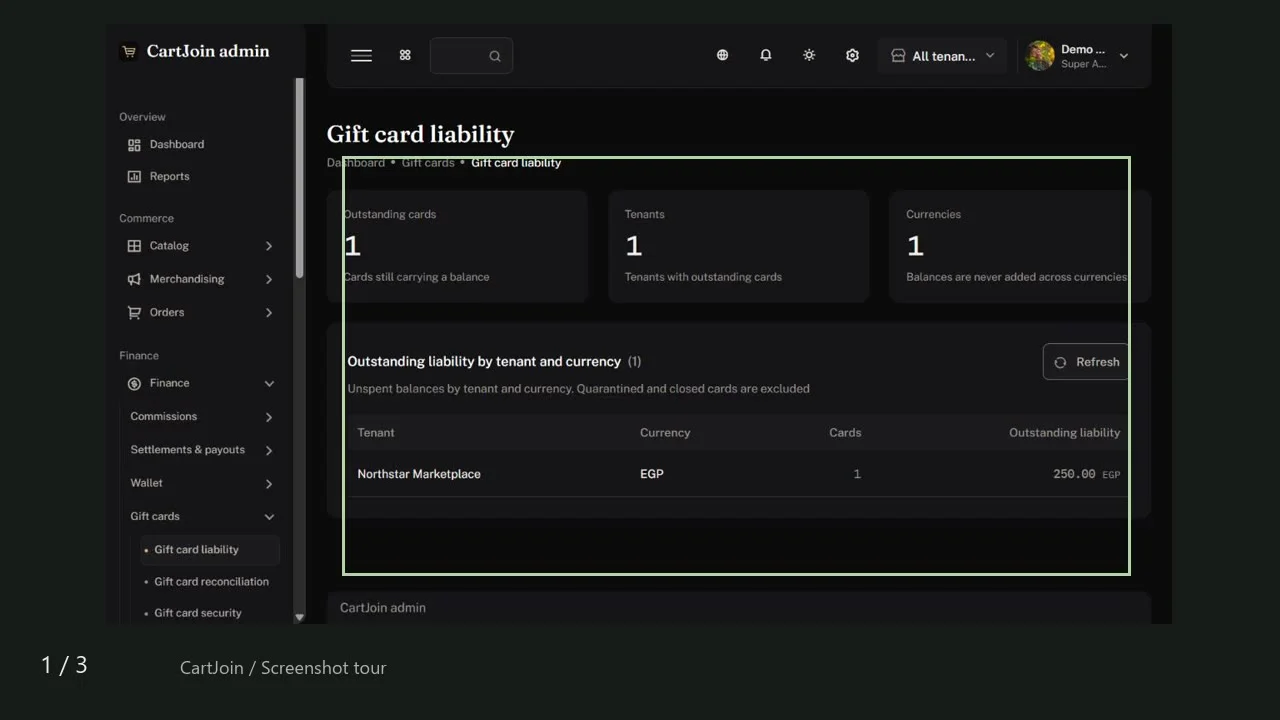 CartJoin admin
All tenan...
Demo ...
Super A...
Overview
Dashboard
Reports
Commerce
Catalog
Merchandising
Orders
Finance
Finance
Commissions
Settlements & payouts
Wallet
Gift cards
Gift card liability
Gift card reconciliation
Gift card security
Gift card liability
Dashboard • Gift cards • Gift card liability
Outstanding cards
1
Cards still carrying a balance
Tenants
1
Tenants with outstanding cards
Currencies
1
Balances are never added across currencies
Outstanding liability by tenant and currency (1)
Unspent balances by tenant and currency. Quarantined and closed cards are excluded
Refresh
Tenant Currency Cards Outstanding liability
Northstar Marketplace EGP 1 250.00 EGP
CartJoin admin
1 / 3
CartJoin / Screenshot tour